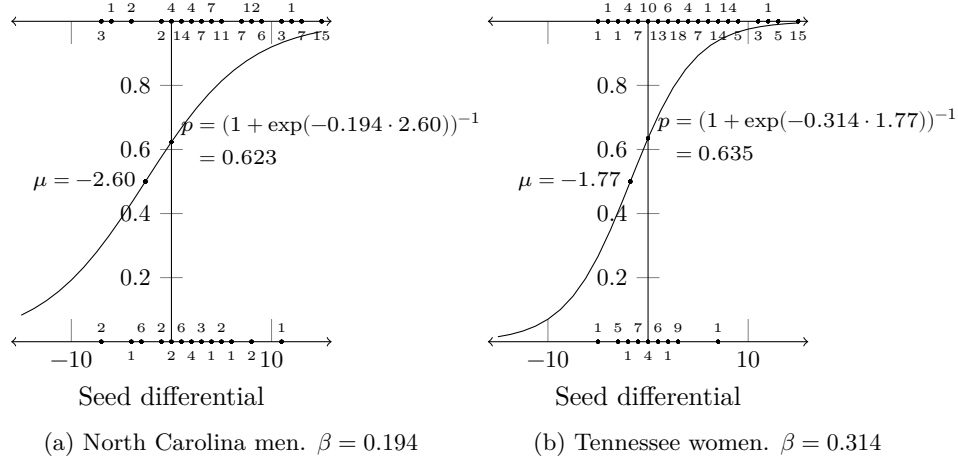 1 2 4 4 7 12 1
3 2 14 7 11 7 6 3 7 15
0.8
p = (1 + exp(−0.194 · 2.60))⁻¹
0.6
= 0.623
μ = −2.60
0.4
0.2
2 6 2 6 3 2 1
1 2 4 1 1 2 1
−10 10
Seed differential
(a) North Carolina men. β = 0.194
1 4 10 6 4 1 14 1
1 1 7 13 18 7 14 5 3 5 15
0.8
p = (1 + exp(−0.314 · 1.77))⁻¹
0.6
= 0.635
μ = −1.77
0.4
0.2
1 5 7 6 9 1
1 4 1
−10 10
Seed differential
(b) Tennessee women. β = 0.314